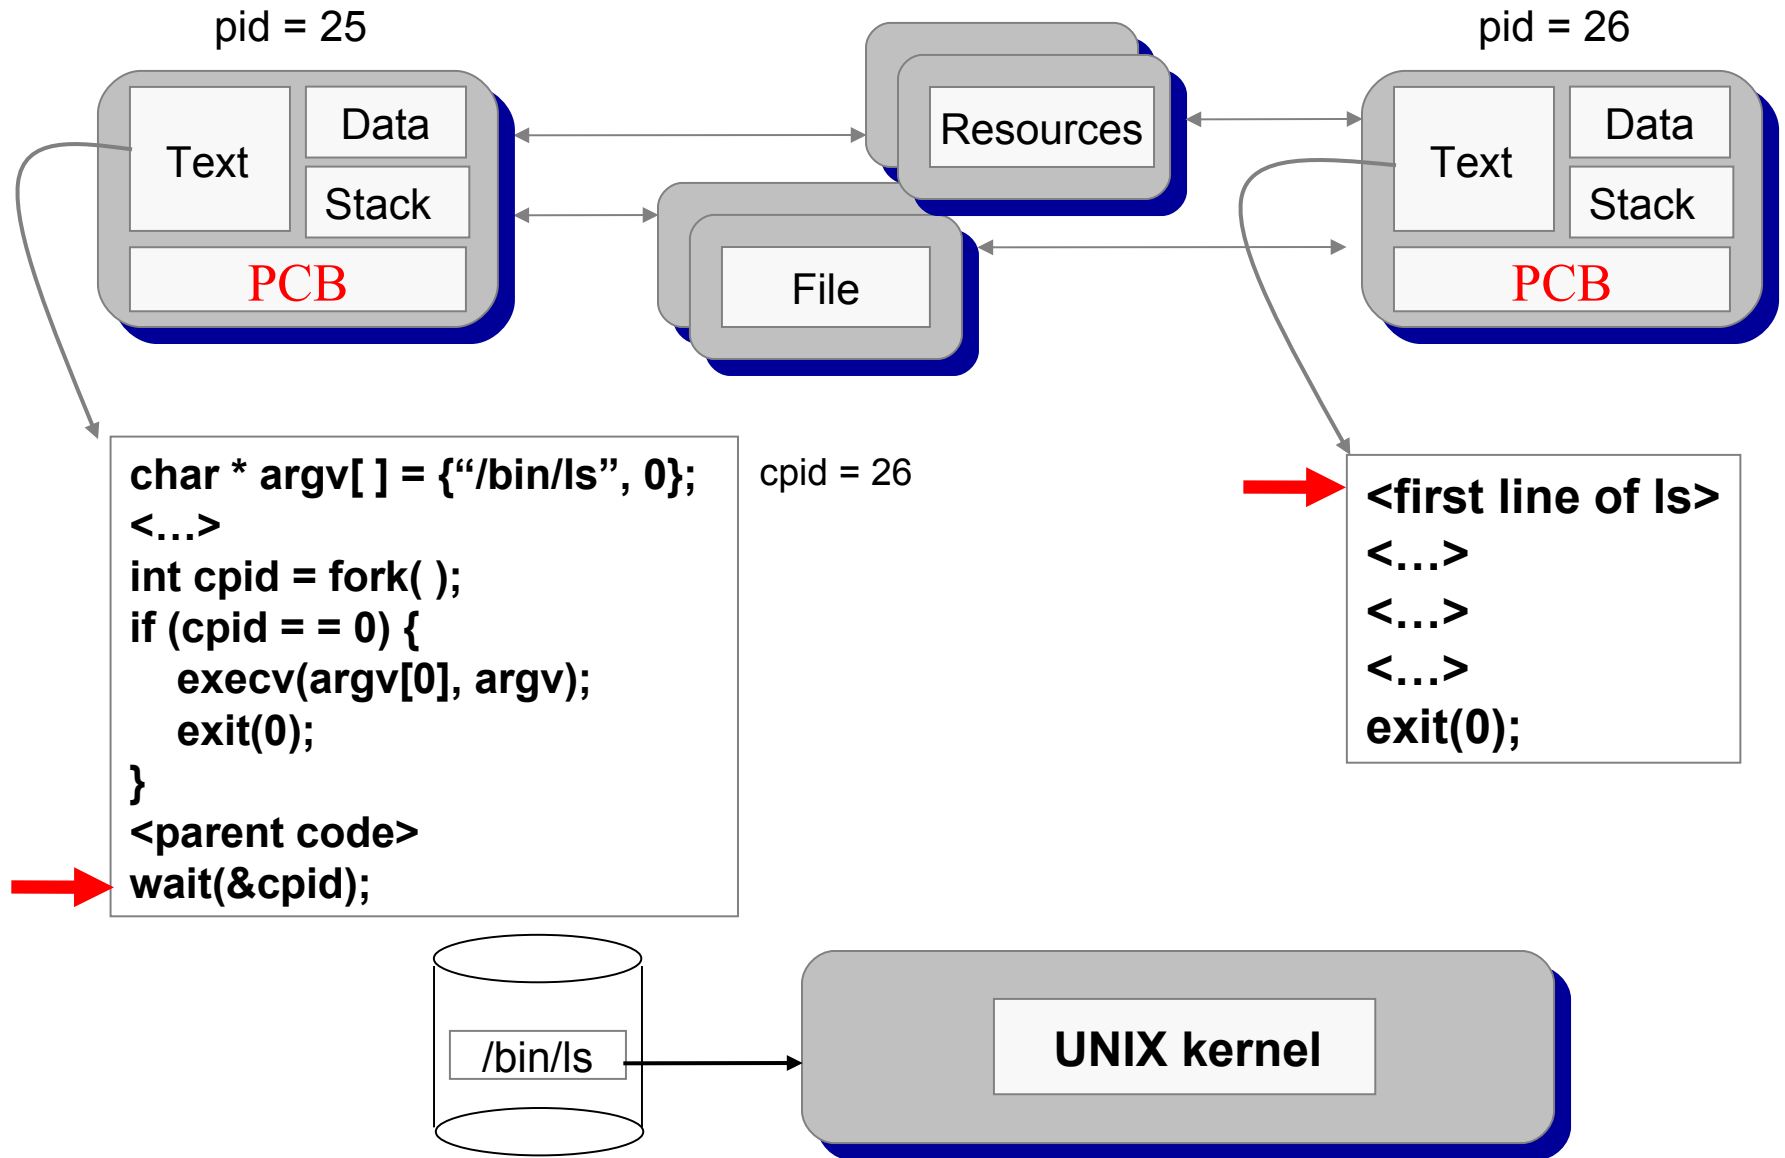 pid = 25
pid = 26
Text
Data
Stack
PCB
Resources
File
Text
Data
Stack
PCB
char * argv[ ] = {“/bin/ls”, 0};
<…>
int cpid = fork( );
if (cpid = = 0) {
execv(argv[0], argv);
exit(0);
}
<parent code>
wait(&cpid);
cpid = 26
<first line of ls>
<…>
<…>
<…>
exit(0);
/bin/ls
UNIX kernel